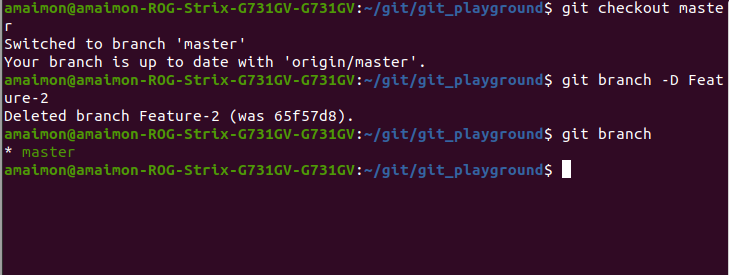 amaimon@amaimon-ROG-Strix-G731GV-G731GV:~/git/git_playground$ git checkout maste
r
Switched to branch 'master'
Your branch is up to date with 'origin/master'.
amaimon@amaimon-ROG-Strix-G731GV-G731GV:~/git/git_playground$ git branch -D Feat
ure-2
Deleted branch Feature-2 (was 65f57d8).
amaimon@amaimon-ROG-Strix-G731GV-G731GV:~/git/git_playground$ git branch
* master
amaimon@amaimon-ROG-Strix-G731GV-G731GV:~/git/git_playground$